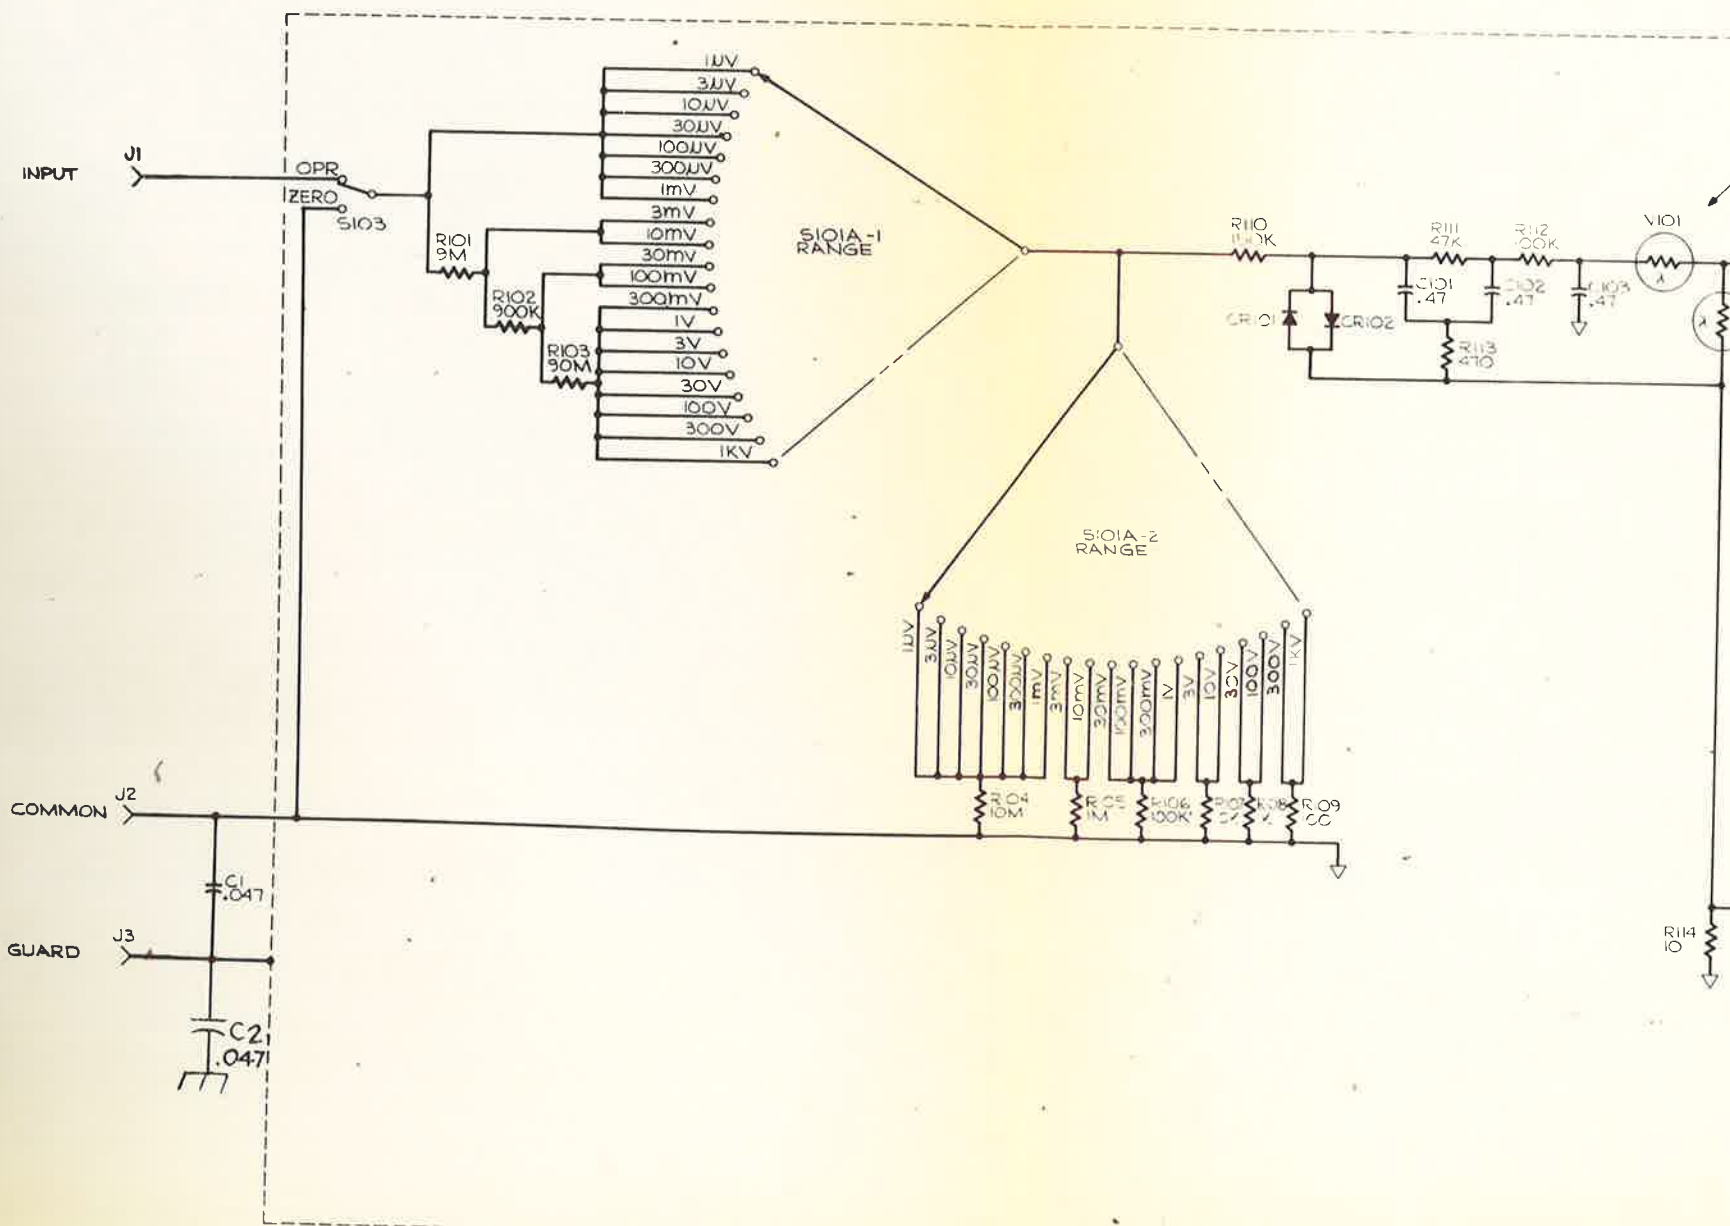 INPUT
J1
OPR
ZERO
S103
R101
9M
R102
900K
R103
90M
1µV
3µV
10µV
30µV
100µV
300µV
1mV
3mV
10mV
30mV
100mV
300mV
1V
3V
10V
30V
100V
300V
1KV
S101A-1
RANGE
R110
R111
47K
R112
100K
V101
λ
λ
CR101
CR102
C101
.47
C102
.47
C103
.47
R113
470
S101A-2
RANGE
1µV
3µV
10µV
30µV
100µV
300µV
1mV
3mV
10mV
30mV
100mV
300mV
1V
3V
10V
30V
100V
300V
1KV
R104
10M
R105
1M
R106
100K
R107
R109
COMMON
J2
C1
.047
GUARD
J3
C2
.047
R114
10